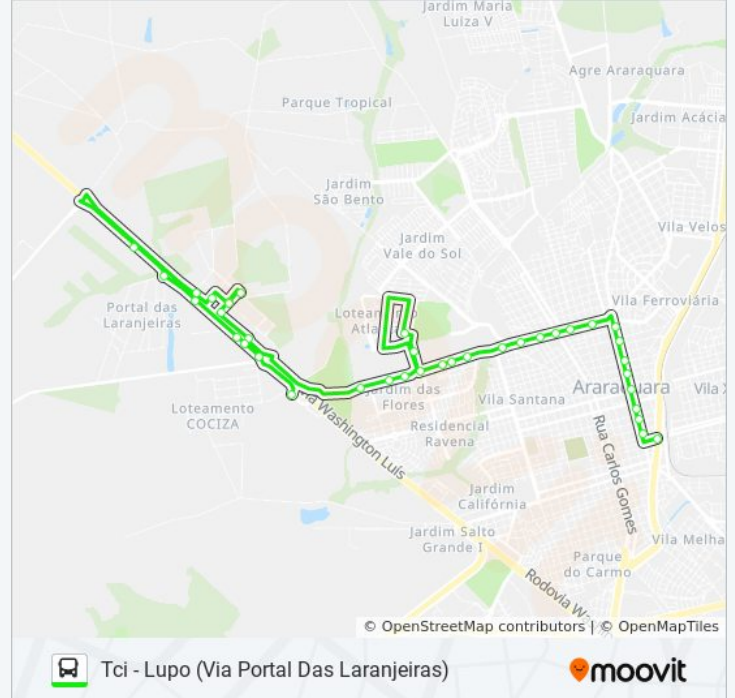 Jardim Maria
Luiza V
Agre Araraquara
Parque Tropical
Jardim Acácia
Jardim
São Bento
Vila Velos
Jardim
Vale do Sol
Vila Ferroviária
Portal das
Laranjeiras
Araraquara
Vila
Jardim das
Flores
Vila Santana
Loteamento
COCIZA
Washington Luís
Residencial
Ravena
Rua Carlos Gomes
Jardim
Califórnia
Jardim Salto
Grande I
Vila Melha
Parque
do Carmo
Rodovia Wa
© OpenStreetMap contributors | © OpenMapTiles
Tci - Lupo (Via Portal Das Laranjeiras)
moovit